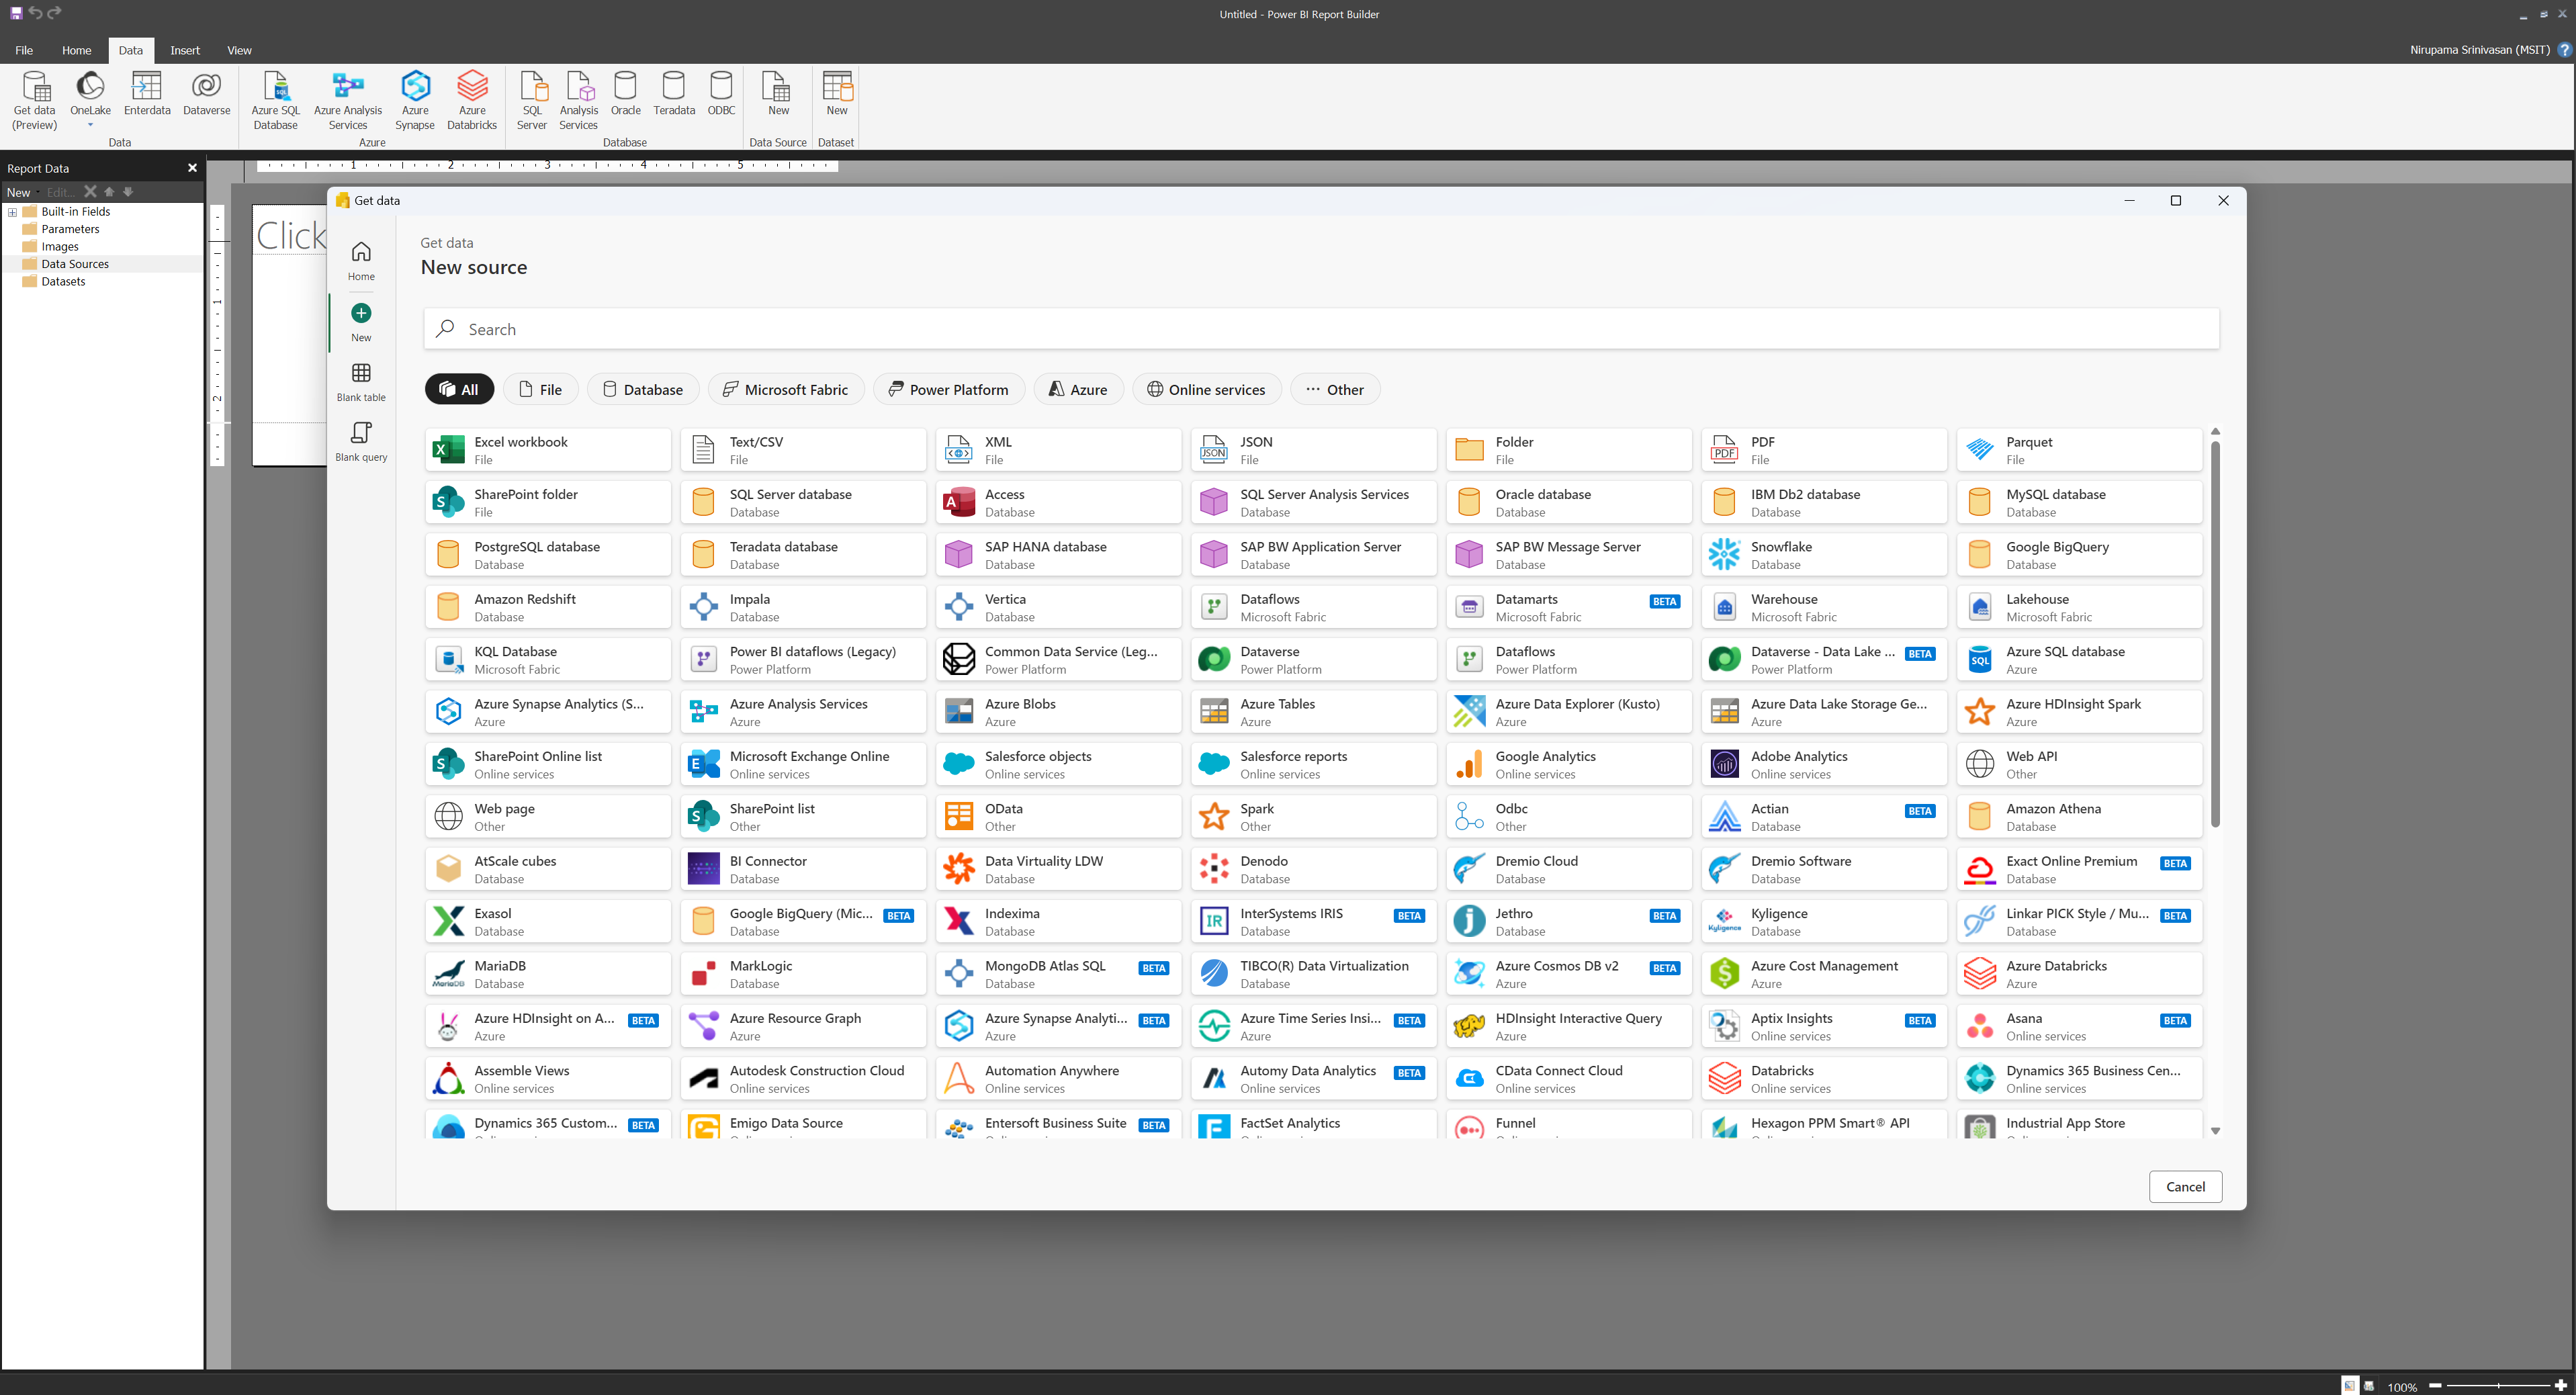 Untitled - Power BI Report Builder
File Home Data Insert View
Nirupama Srinivasan (MSIT) ?
Get data (Preview)
OneLake
Enterdata
Dataverse
Data
Azure SQL Database
Azure Analysis Services
Azure Synapse
Azure Databricks
Azure
SQL Server
Analysis Services
Oracle
Teradata
ODBC
Database
New
Data Source
New
Dataset
Report Data
New Edit...
Built-in Fields
Parameters
Images
Data Sources
Datasets
1 2 3 4 5
1
2
Click
Get data
Home
New
Blank table
Blank query
Get data
New source
Search
All File Database Microsoft Fabric Power Platform Azure Online services Other
Excel workbook
File
Text/CSV
File
XML
File
JSON
JSON
File
Folder
File
PDF
PDF
File
Parquet
File
SharePoint folder
File
SQL Server database
Database
Access
Database
SQL Server Analysis Services
Database
Oracle database
Database
IBM Db2 database
Database
MySQL database
Database
PostgreSQL database
Database
Teradata database
Database
SAP HANA database
Database
SAP BW Application Server
Database
SAP BW Message Server
Database
Snowflake
Database
Google BigQuery
Database
Amazon Redshift
Database
Impala
Database
Vertica
Database
Dataflows
Microsoft Fabric
Datamarts BETA
Microsoft Fabric
Warehouse
Microsoft Fabric
Lakehouse
Microsoft Fabric
KQL Database
Microsoft Fabric
Power BI dataflows (Legacy)
Power Platform
Common Data Service (Leg...
Power Platform
Dataverse
Power Platform
Dataflows
Power Platform
Dataverse - Data Lake ... BETA
Power Platform
SQL
Azure SQL database
Azure
Azure Synapse Analytics (S...
Azure
Azure Analysis Services
Azure
Azure Blobs
Azure
Azure Tables
Azure
Azure Data Explorer (Kusto)
Azure
Azure Data Lake Storage Ge...
Azure
Azure HDInsight Spark
Azure
SharePoint Online list
Online services
Microsoft Exchange Online
Online services
Salesforce objects
Online services
Salesforce reports
Online services
Google Analytics
Online services
Adobe Analytics
Online services
Web API
Other
Web page
Other
SharePoint list
Other
OData
Other
Spark
Other
Odbc
Other
Actian BETA
Database
Amazon Athena
Database
AtScale cubes
Database
BI Connector
Database
Data Virtuality LDW
Database
Denodo
Database
Dremio Cloud
Database
Dremio Software
Database
Exact Online Premium BETA
Database
Exasol
Database
Google BigQuery (Mic... BETA
Database
Indexima
Database
IR
InterSystems IRIS BETA
Database
Jethro BETA
Database
Kyligence
Kyligence
Database
Linkar PICK Style / Mu... BETA
Database
MariaDB
MariaDB
Database
MarkLogic
Database
MongoDB Atlas SQL BETA
Database
TIBCO(R) Data Virtualization
Database
Azure Cosmos DB v2 BETA
Azure
Azure Cost Management
Azure
Azure Databricks
Azure
Azure HDInsight on A... BETA
Azure
Azure Resource Graph
Azure
Azure Synapse Analyti... BETA
Azure
Azure Time Series Insi... BETA
Azure
HDInsight Interactive Query
Azure
Aptix Insights BETA
Online services
Asana BETA
Online services
Assemble Views
Online services
Autodesk Construction Cloud
Online services
Automation Anywhere
Online services
Automy Data Analytics BETA
Online services
CData Connect Cloud
Online services
Databricks
Online services
Dynamics 365 Business Cen...
Online services
Dynamics 365 Custom... BETA
Emigo Data Source
Entersoft Business Suite BETA
FactSet Analytics
Funnel
Hexagon PPM Smart® API
Industrial App Store
Cancel
100%